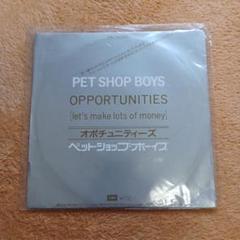 PET SHOP BOYS
OPPORTUNITIES
[let's make lots of money]
オポチュニティーズ
ペットショップ・ボーイズ
EMI